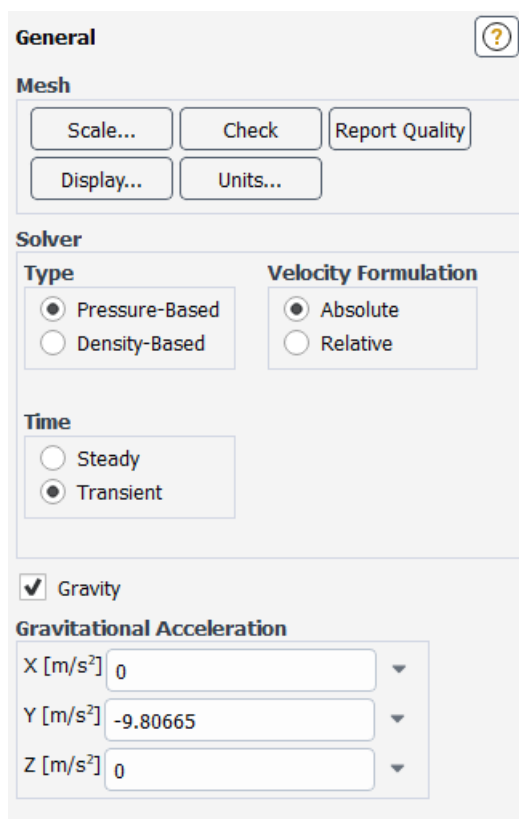 General ?
Mesh
Scale... Check Report Quality
Display... Units...
Solver
Type Velocity Formulation
Pressure-Based Absolute
Density-Based Relative
Time
Steady
Transient
Gravity
Gravitational Acceleration
X [m/s²] 0
Y [m/s²] -9.80665
Z [m/s²] 0